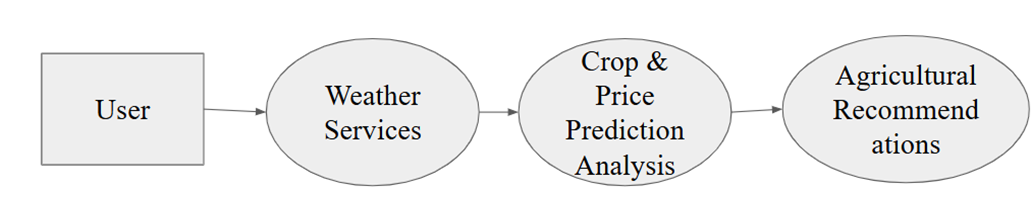 User
Weather
Services
Crop &
Price
Prediction
Analysis
Agricultural
Recommend
ations